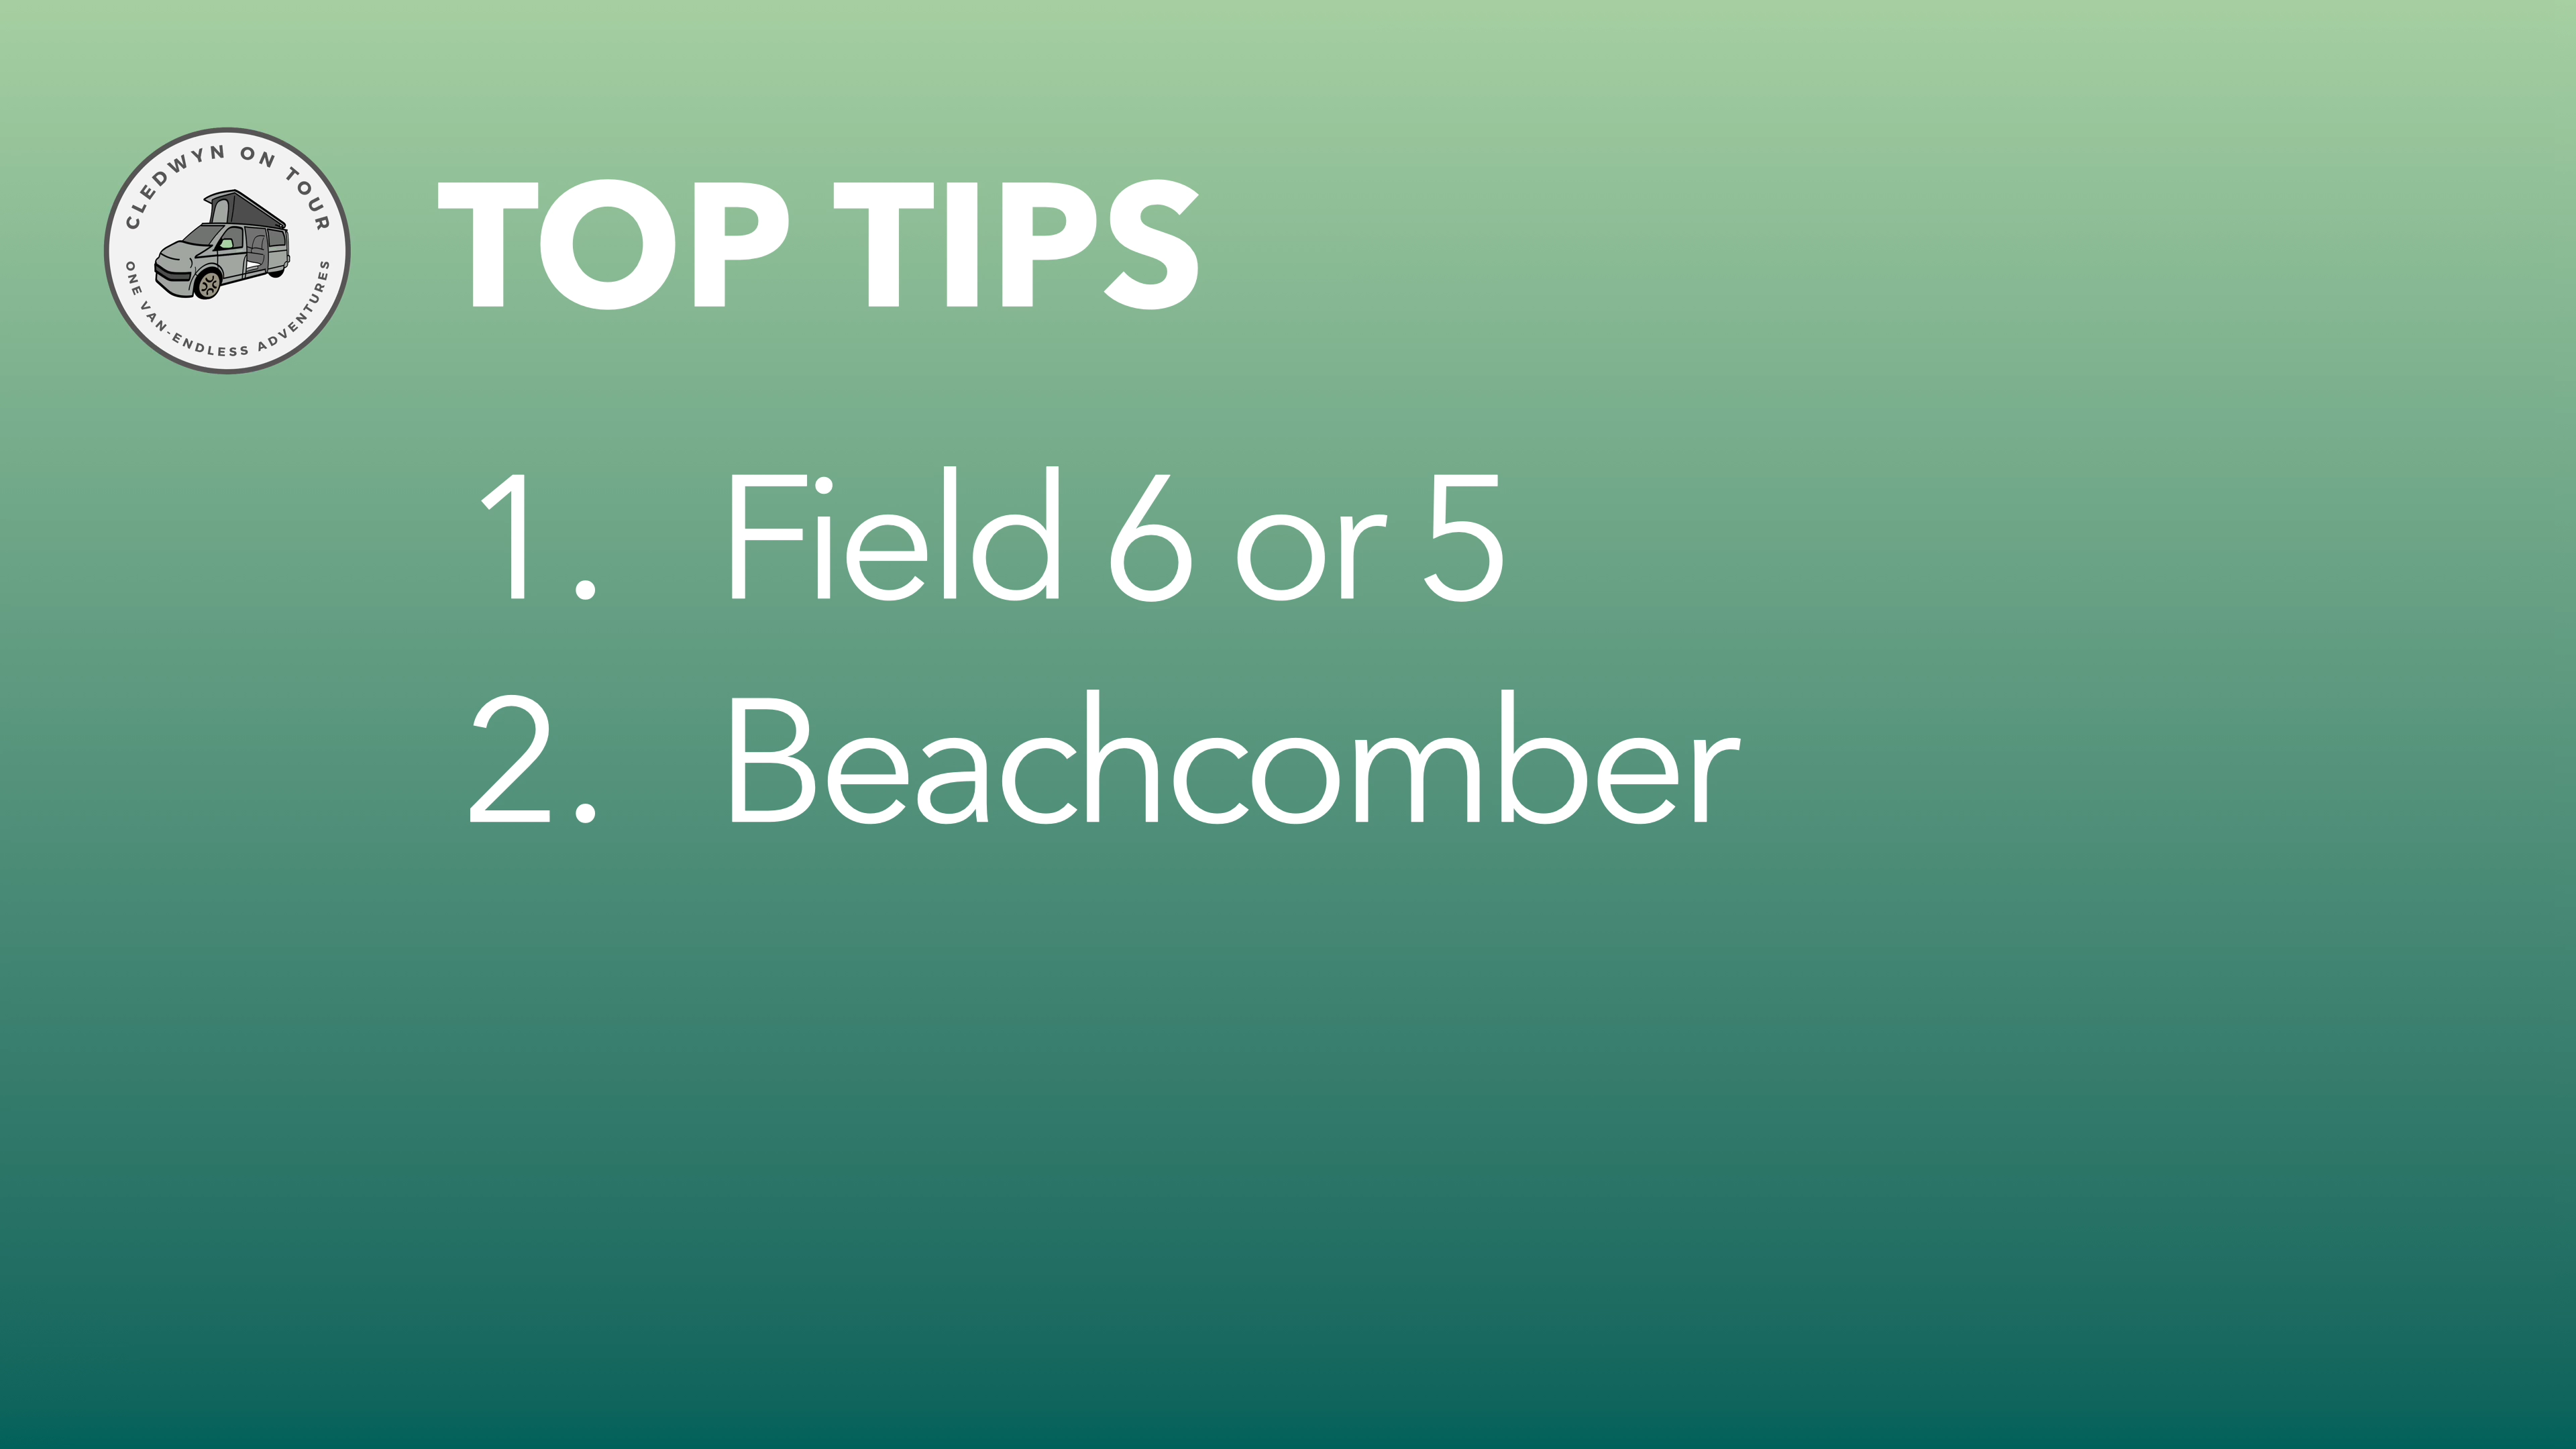 CLEDWYN ON TOUR
ONE VAN-ENDLESS ADVENTURES
TOP TIPS
1. Field 6 or 5
2. Beachcomber